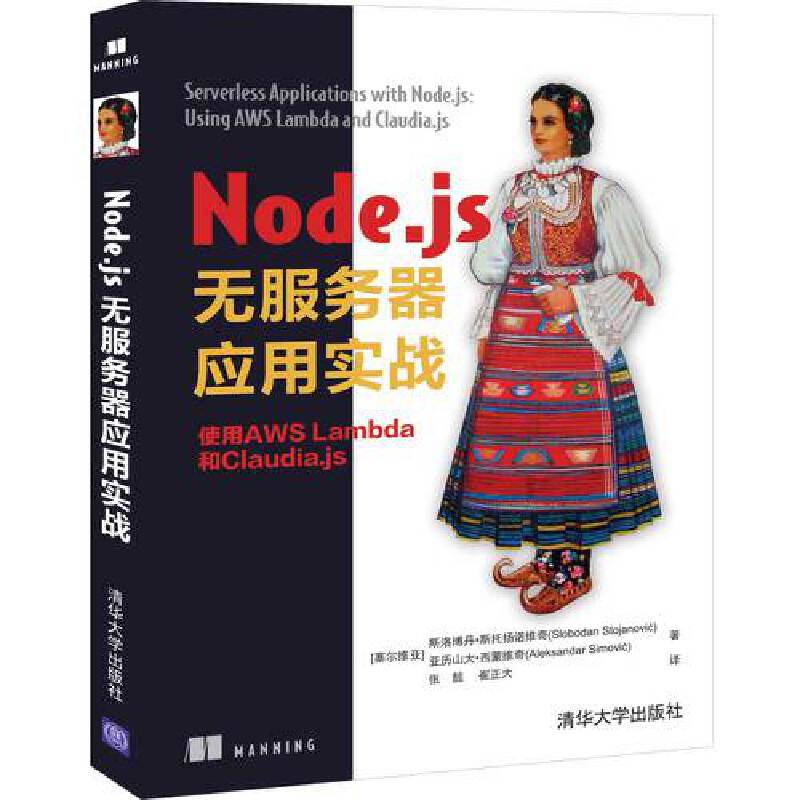 MANNING
Node.js 无服务器应用实战
清华大学出版社
Serverless Applications with Node.js:
Using AWS Lambda and Claudia.js
Node.js
无服务器
应用实战
使用AWS Lambda
和Claudia.js
[塞尔维亚]
斯洛博丹·斯托扬诺维奇(Slobodan Stojanović)
亚历山大·西蒙维奇(Aleksandar Simović) 著
崔正大 译
清华大学出版社
MANNING